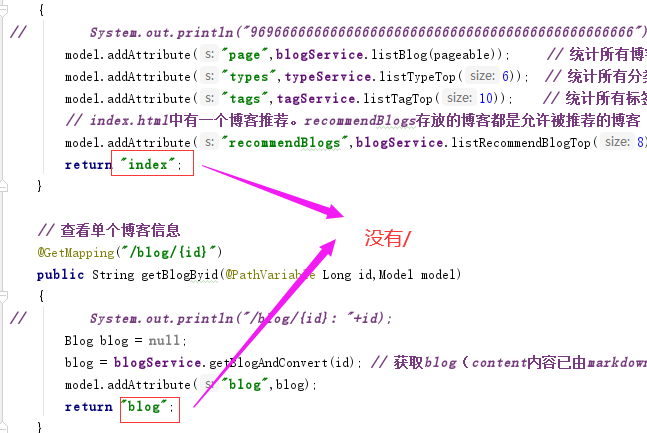 {
//        System.out.println("9696666666666666666666666666666666666666666666666666");
model.addAttribute( s: "page",blogService.listBlog(pageable));    // 统计所有博
model.addAttribute( s: "types",typeService.listTypeTop( size: 6));  // 统计所有分类
model.addAttribute( s: "tags",tagService.listTagTop( size: 10));   // 统计所有标签
// index.html中有一个博客推荐。recommendBlogs存放的博客都是允许被推荐的博客
model.addAttribute( s: "recommendBlogs",blogService.listRecommendBlogTop( size: 8)
return "index";
}
没有/
// 查看单个博客信息
@GetMapping("/blog/{id}")
public String getBlogByid(@PathVariable Long id,Model model)
{
//        System.out.println("/blog/{id}: "+id);
Blog blog = null;
blog = blogService.getBlogAndConvert(id); // 获取blog（content内容已由markdown
model.addAttribute( s: "blog",blog);
return "blog";
}